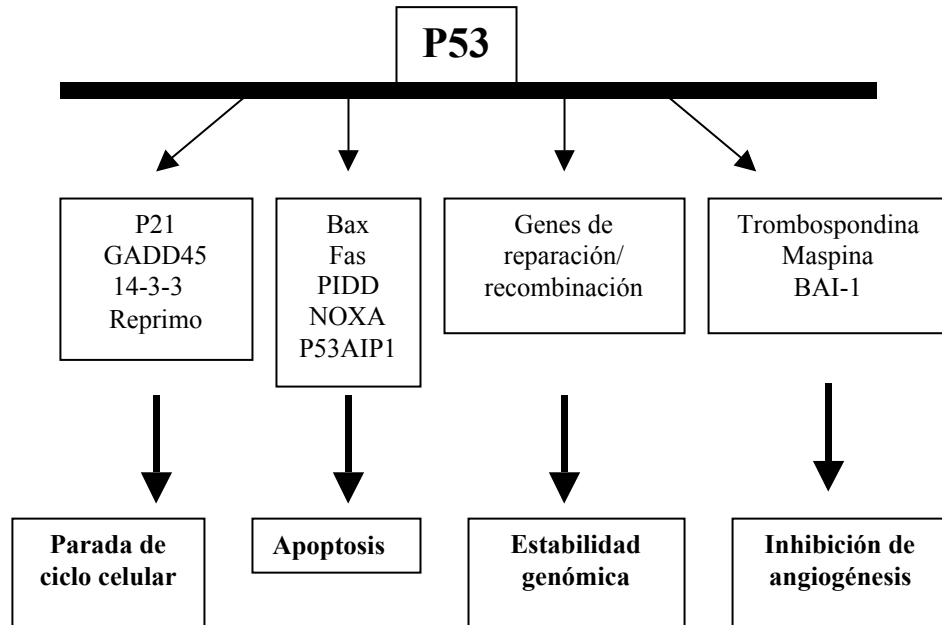 P53
P21
GADD45
14-3-3
Reprimo
Bax
Fas
PIDD
NOXA
P53AIP1
Genes de
reparación/
recombinación
Trombospondina
Maspina
BAI-1
Parada de
ciclo celular
Apoptosis
Estabilidad
genómica
Inhibición de
angiogénesis